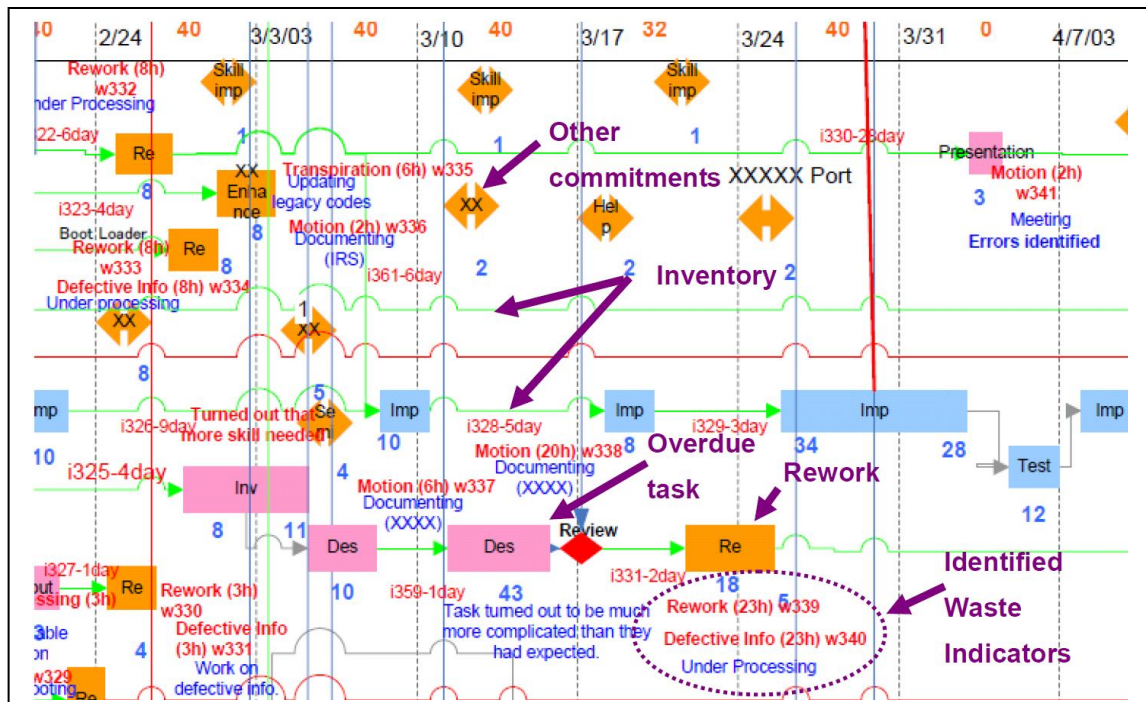 40
2/24
40
3/3/03
40
3/10
40
3/17
32
3/24
40
3/31
0
4/7/03
Rework (8h)
w332
Under Processing
Skill
imp
1
Skill
imp
1
Skill
imp
1
Other
commitments
22-6day
Re
8
XX
Enha
nce
8
Transpiration (6h) w335
Updating
legacy codes
i330-23day
Presentation
3
Motion (2h)
w341
Meeting
Errors identified
XXXXX Port
XX
2
Hel
p
2
H
2
i323-4day
Boot Loader
Rework (8h)
w333
Re
8
Motion (2h) w336
Documenting
(IRS)
i361-6day
Inventory
Defective Info (8h) w334
Under processing
XX
8
1
XX
5
mp
10
i326-9day
Turned out that
more skill needed
Se
m
4
Imp
10
i328-5day
Imp
8
i329-3day
Imp
34
28
Imp
Test
12
i325-4day
Inv
8
11
Motion (6h) w337
Documenting
(XXXX)
Motion (20h) w338
Documenting
(XXXX)
Overdue
task
Rework
Des
10
i359-1day
Des
43
Review
i331-2day
Re
18
5
Task turned out to be much
more complicated than they
had expected.
Rework (23h) w339
Defective Info (23h) w340
Under Processing
Identified
Waste
Indicators
i327-1day
out
Re
4
ssing (3h)
3
able
on
w329
ooting
Re
Rework (3h)
w330
Defective Info
(3h) w331
Work on
defective info.